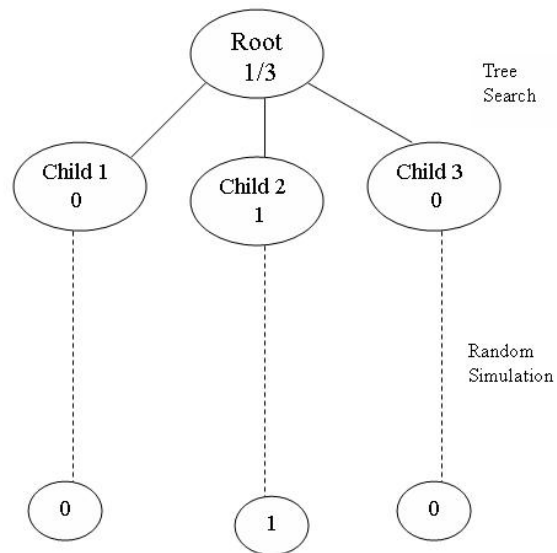 Root
1/3
Tree
Search
Child 1
0
Child 2
1
Child 3
0
Random
Simulation
0
1
0